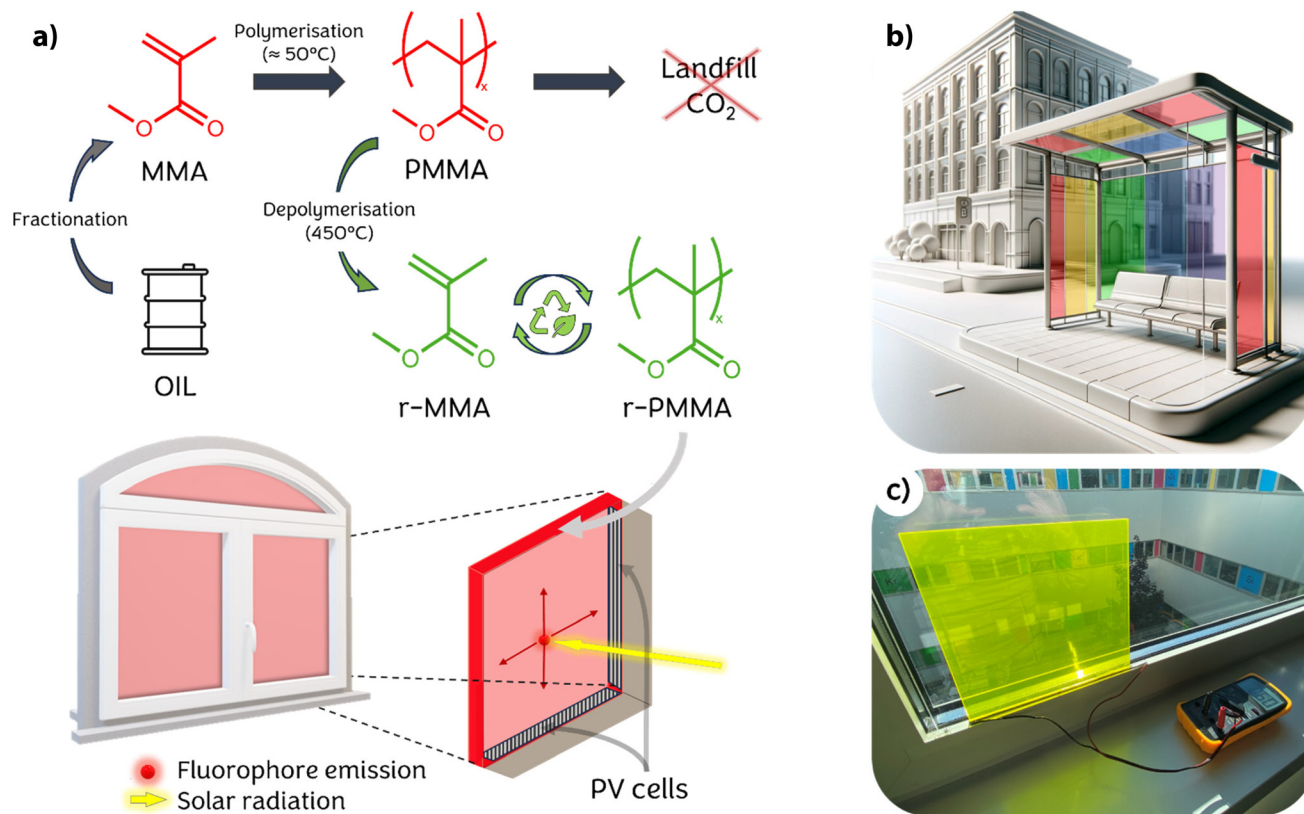 a)
MMA
Polymerisation
(≈ 50°C)
x
O
O
PMMA
Landfill
CO₂
Fractionation
OIL
Depolymerisation
(450°C)
O
O
r-MMA
x
O
O
r-PMMA
Fluorophore emission
Solar radiation
PV cells
b)
c)